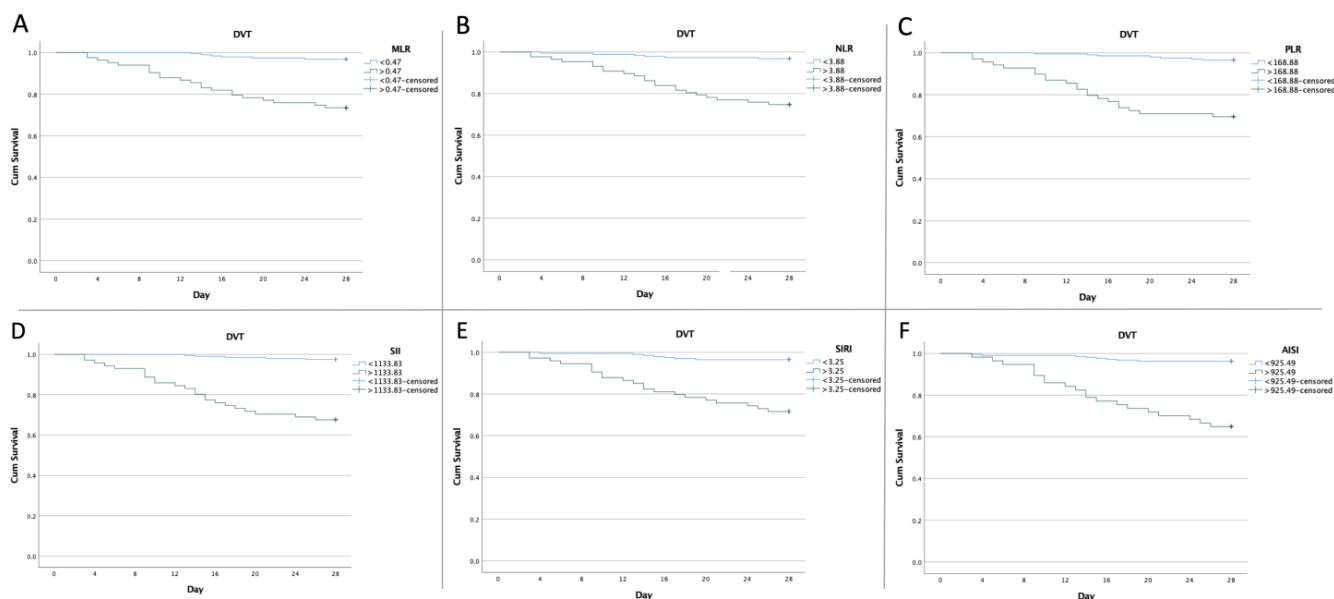 A
DVT
MLR
<0.47
>0.47
<0.47-censored
>0.47-censored
Cum Survival
1.0
0.8
0.6
0.4
0.2
0.0
0 4 8 12 16 20 24 28
Day
B
DVT
NLR
<3.88
>3.88
<3.88-censored
>3.88-censored
Cum Survival
1.0
0.8
0.6
0.4
0.2
0.0
0 4 8 12 16 20 24 28
Day
C
DVT
PLR
<168.88
>168.88
<168.88-censored
>168.88-censored
Cum Survival
1.0
0.8
0.6
0.4
0.2
0.0
0 4 8 12 16 20 24 28
Day
D
DVT
SII
<1133.83
>1133.83
<1133.83-censored
>1133.83-censored
Cum Survival
1.0
0.8
0.6
0.4
0.2
0.0
0 4 8 12 16 20 24 28
Day
E
DVT
SIRI
<3.25
>3.25
<3.25-censored
>3.25-censored
Cum Survival
1.0
0.8
0.6
0.4
0.2
0.0
0 4 8 12 16 20 24 28
Day
F
DVT
AISI
<925.49
>925.49
<925.49-censored
>925.49-censored
Cum Survival
1.0
0.8
0.6
0.4
0.2
0.0
0 4 8 12 16 20 24 28
Day